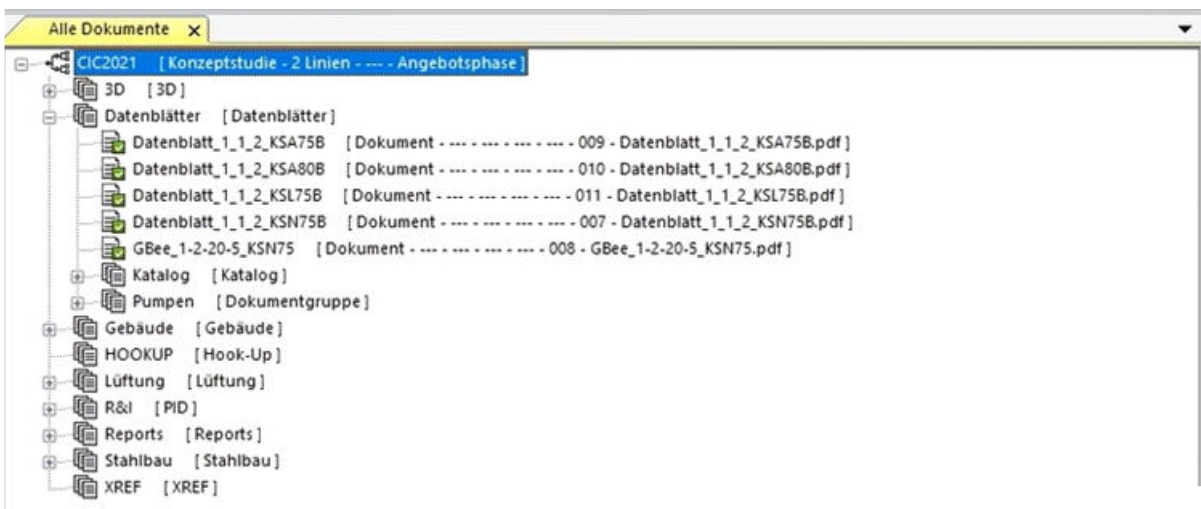 Alle Dokumente x
CIC2021 [Konzeptstudie - 2 Linien - --- - Angebotsphase]
3D [3D]
Datenblätter [Datenblätter]
Datenblatt_1_1_2_KSA75B [Dokument - --- - --- - --- - --- - 009 - Datenblatt_1_1_2_KSA75B.pdf]
Datenblatt_1_1_2_KSA80B [Dokument - --- - --- - --- - --- - 010 - Datenblatt_1_1_2_KSA80B.pdf]
Datenblatt_1_1_2_KSL75B [Dokument - --- - --- - --- - --- - 011 - Datenblatt_1_1_2_KSL75B.pdf]
Datenblatt_1_1_2_KSN75B [Dokument - --- - --- - --- - --- - 007 - Datenblatt_1_1_2_KSN75B.pdf]
GBee_1-2-20-5_KSN75 [Dokument - --- - --- - --- - --- - 008 - GBee_1-2-20-5_KSN75.pdf]
Katalog [Katalog]
Pumpen [Dokumentgruppe]
Gebäude [Gebäude]
HOOKUP [Hook-Up]
Lüftung [Lüftung]
R&I [PID]
Reports [Reports]
Stahlbau [Stahlbau]
XREF [XREF]